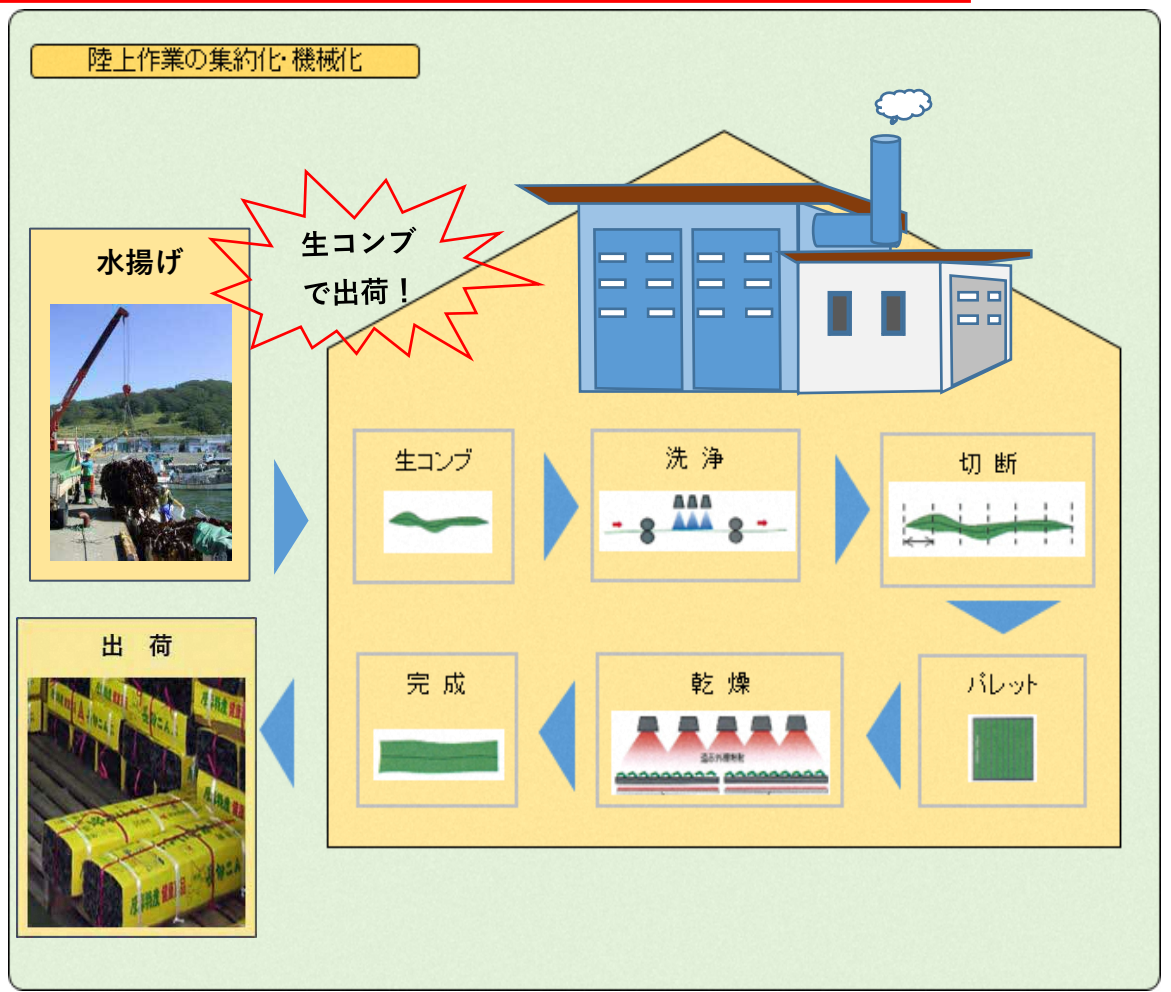 陸上作業の集約化・機械化
生コンブ
で出荷！
水揚げ
生コンブ
洗 浄
切 断
パレット
乾 燥
完 成
出 荷